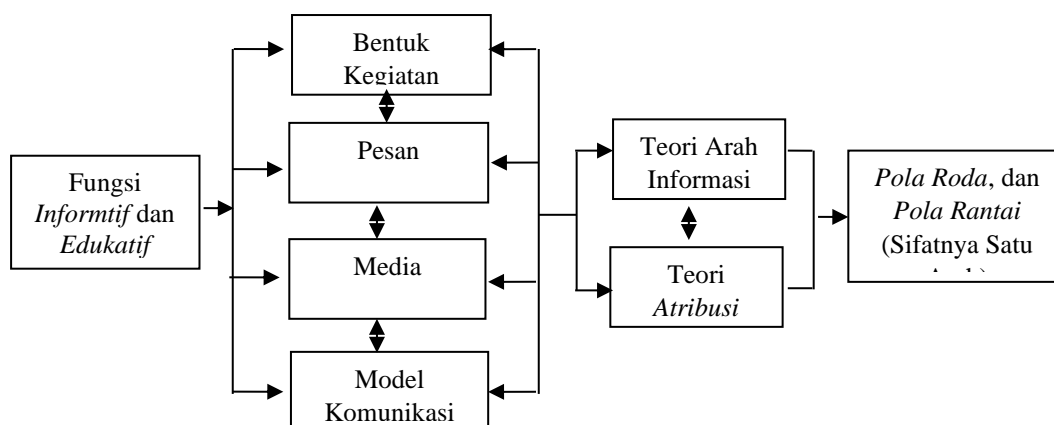 Bentuk
Kegiatan
Pesan
Media
Model
Komunikasi
Fungsi
Informtif dan
Edukatif
Teori Arah
Informasi
Teori
Atribusi
Pola Roda, dan
Pola Rantai
(Sifatnya Satu